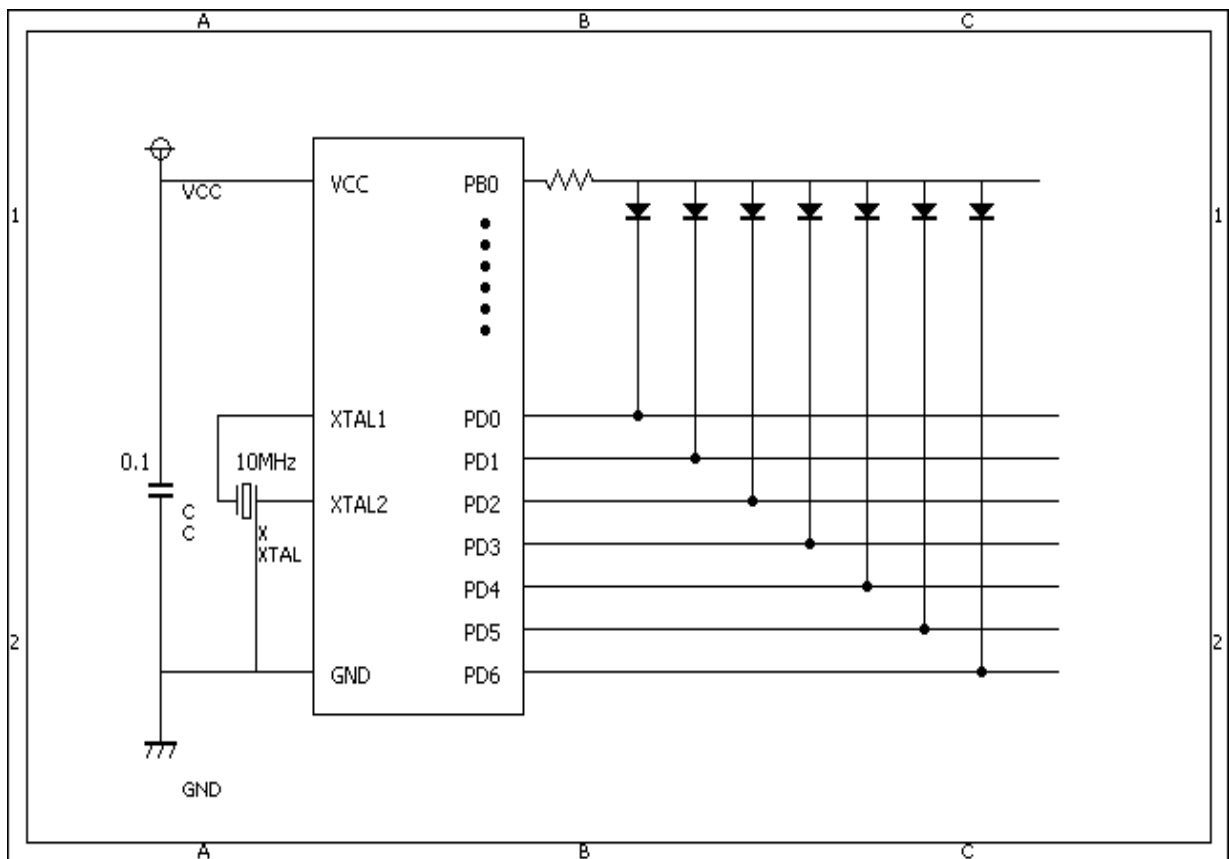 A B C
1 1
VCC
VCC PB0
XTAL1 PD0
0.1 10MHz PD1
XTAL2 PD2
C
C
X
XTAL
PD3
PD4
PD5
2 2
GND PD6
GND
A B C